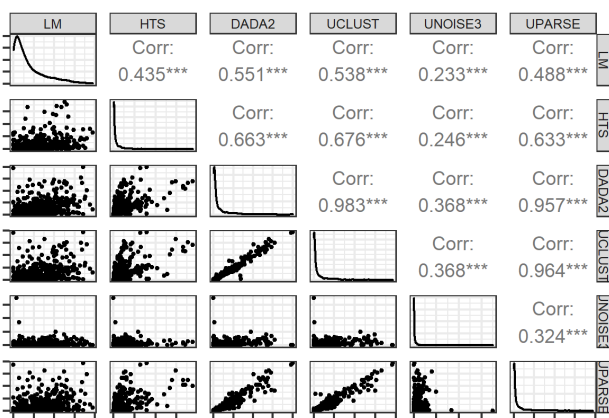 LM HTS DADA2 UCLUST UNOISE3 UPARSE
Corr: Corr: Corr: Corr: Corr:
0.435*** 0.551*** 0.538*** 0.233*** 0.488***
LM
Corr: Corr: Corr: Corr:
0.663*** 0.676*** 0.246*** 0.633***
HTS
Corr: Corr: Corr:
0.983*** 0.368*** 0.957***
DADA2
Corr: Corr:
0.368*** 0.964***
UCLUST
Corr:
0.324***